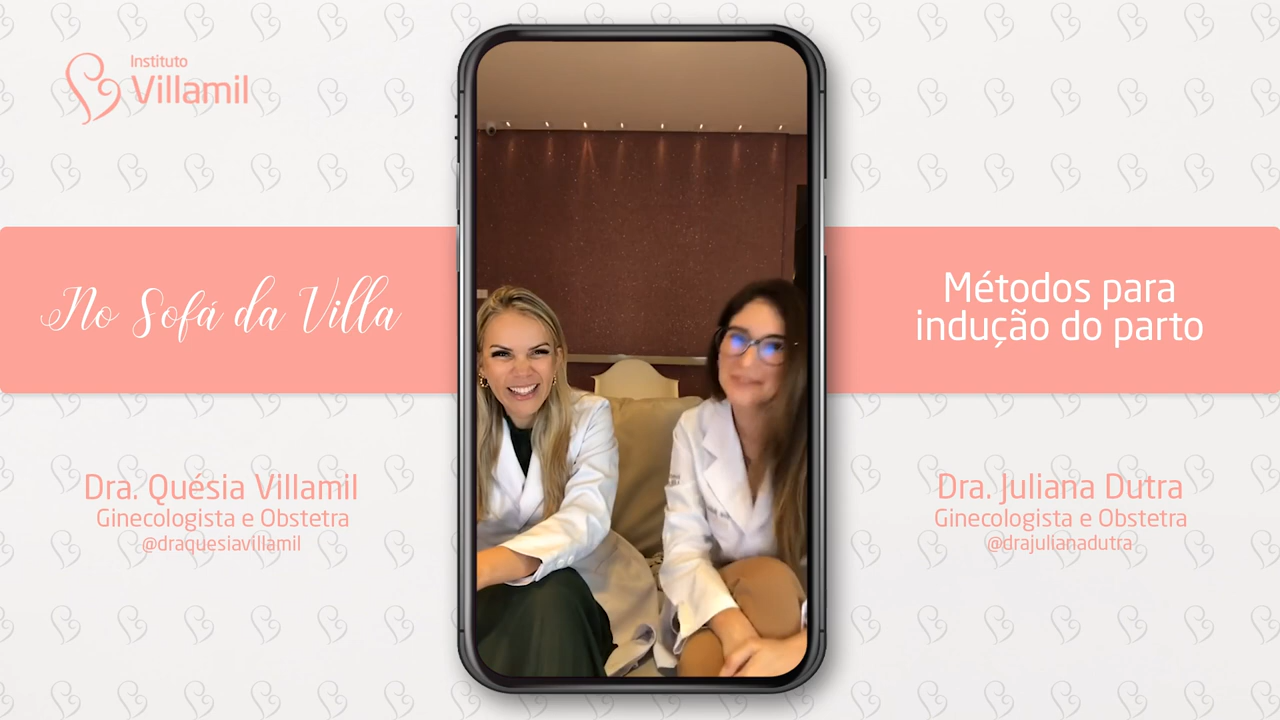 Instituto
Villamil
No Sofá da Villa
Métodos para
indução do parto
Dra. Quésia Villamil
Ginecologista e Obstetra
@draquesiavillamil
Dra. Juliana Dutra
Ginecologista e Obstetra
@drajulianadutra